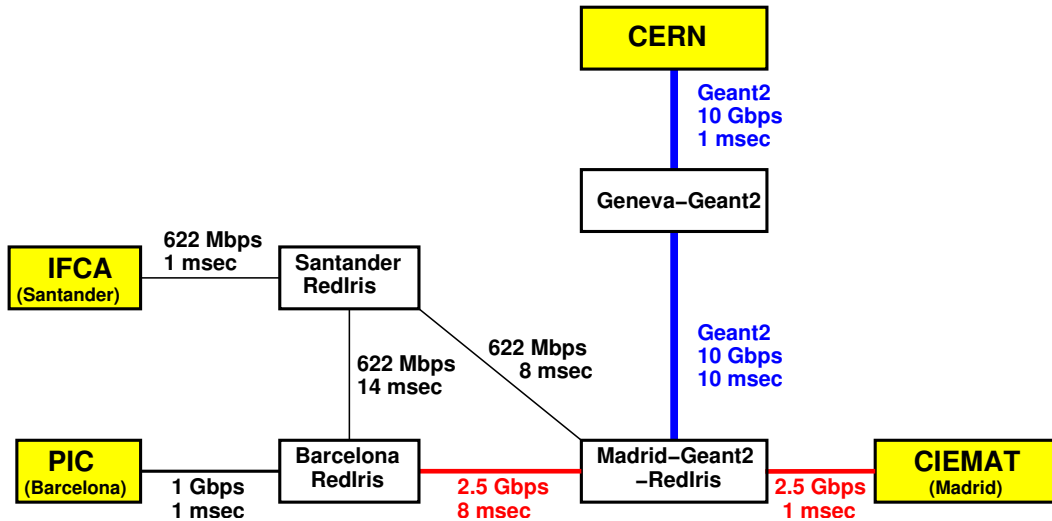 CERN
Geant2
10 Gbps
1 msec
Geneva−Geant2
622 Mbps
1 msec
IFCA
(Santander)
Santander
RedIris
Geant2
10 Gbps
10 msec
622 Mbps
8 msec
622 Mbps
14 msec
PIC
(Barcelona)
Barcelona
RedIris
Madrid−Geant2
−RedIris
CIEMAT
(Madrid)
1 Gbps
1 msec
2.5 Gbps
8 msec
2.5 Gbps
1 msec